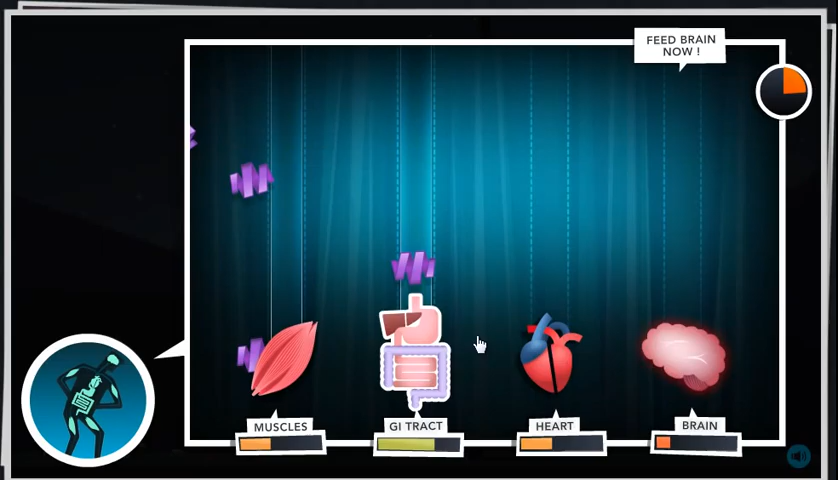 FEED BRAIN
NOW !
MUSCLES
GI TRACT
HEART
BRAIN